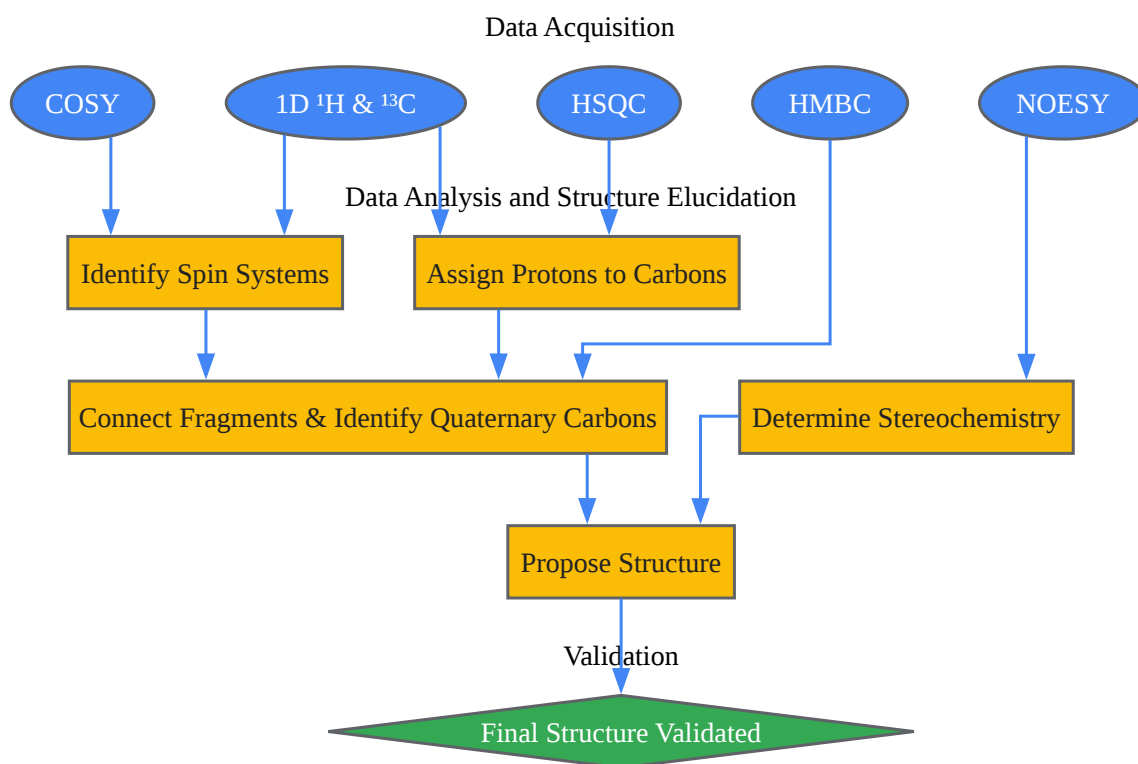 Data Acquisition
COSY
1D ¹H & ¹³C
HSQC
HMBC
NOESY
Data Analysis and Structure Elucidation
Identify Spin Systems
Assign Protons to Carbons
Connect Fragments & Identify Quaternary Carbons
Determine Stereochemistry
Propose Structure
Validation
Final Structure Validated